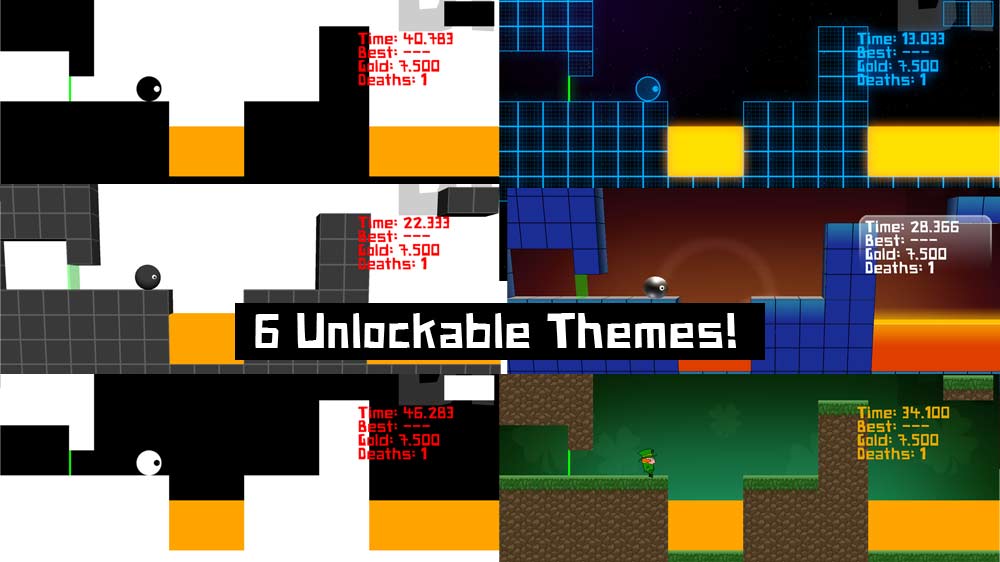 Time: 40.783
Best: ---
Gold: 7.500
Deaths: 1
Time: 13.033
Best: ---
Gold: 7.500
Deaths: 1
Time: 22.333
Best: ---
Gold: 7.500
Deaths: 1
Time: 28.366
Best: ---
Gold: 7.500
Deaths: 1
6 Unlockable Themes!
Time: 46.283
Best: ---
Gold: 7.500
Deaths: 1
Time: 34.100
Best: ---
Gold: 7.500
Deaths: 1